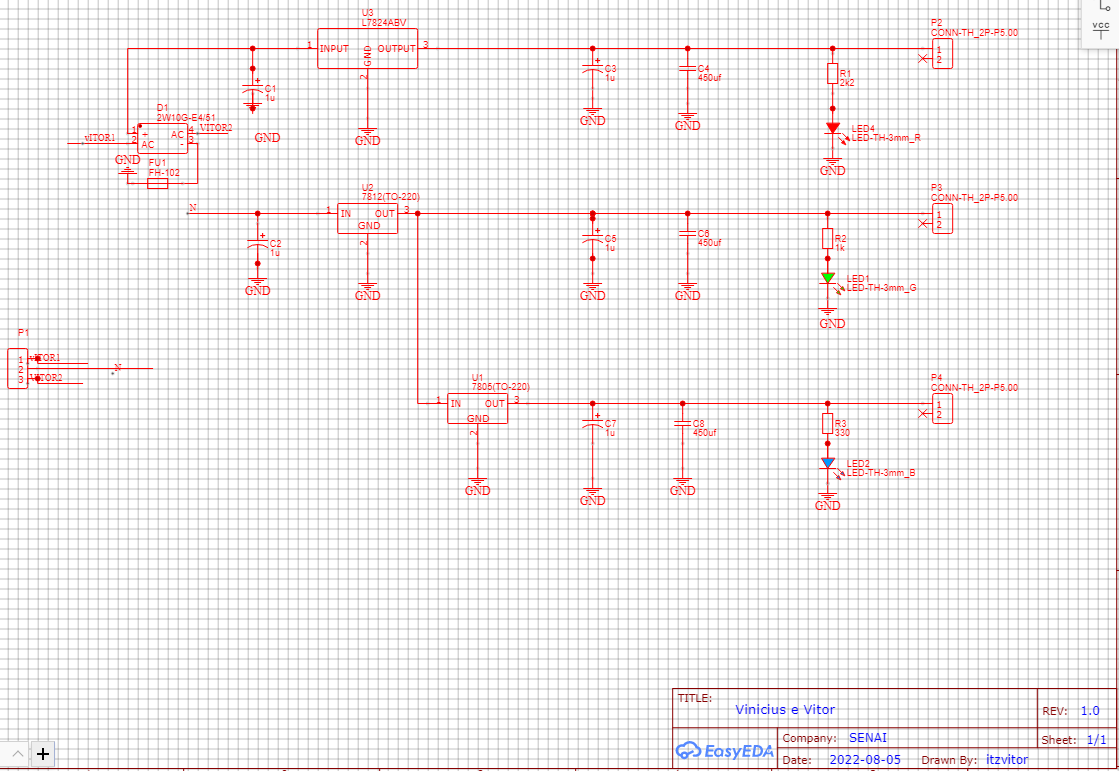 U3
L7824ABV
1 INPUT GND OUTPUT 3
2
GND
C1
1u
GND
C3
1u
GND
C4
450uf
GND
R1
2k2
LED4
LED-TH-3mm_R
GND
P2
CONN-TH_2P-P5.00
1
2
VCC
D1
2W10G-E4/51
vITOR1
1 + AC 4 VITOR2
2 AC - 3
GND
FU1
FH-102
N
C2
1u
GND
U2
7812(TO-220)
1 IN OUT 3
GND
2
GND
C5
1u
GND
C6
450uf
GND
R2
1k
LED1
LED-TH-3mm_G
GND
P3
CONN-TH_2P-P5.00
1
2
P1
1 vITOR1
2 N
3 VITOR2
U1
7805(TO-220)
1 IN OUT 3
GND
2
GND
C7
1u
GND
C8
450uf
GND
R3
330
LED2
LED-TH-3mm_B
GND
P4
CONN-TH_2P-P5.00
1
2
TITLE:
Vinicius e Vitor
REV: 1.0
EasyEDA
Company: SENAI
Sheet: 1/1
Date: 2022-08-05 Drawn By: itzvitor